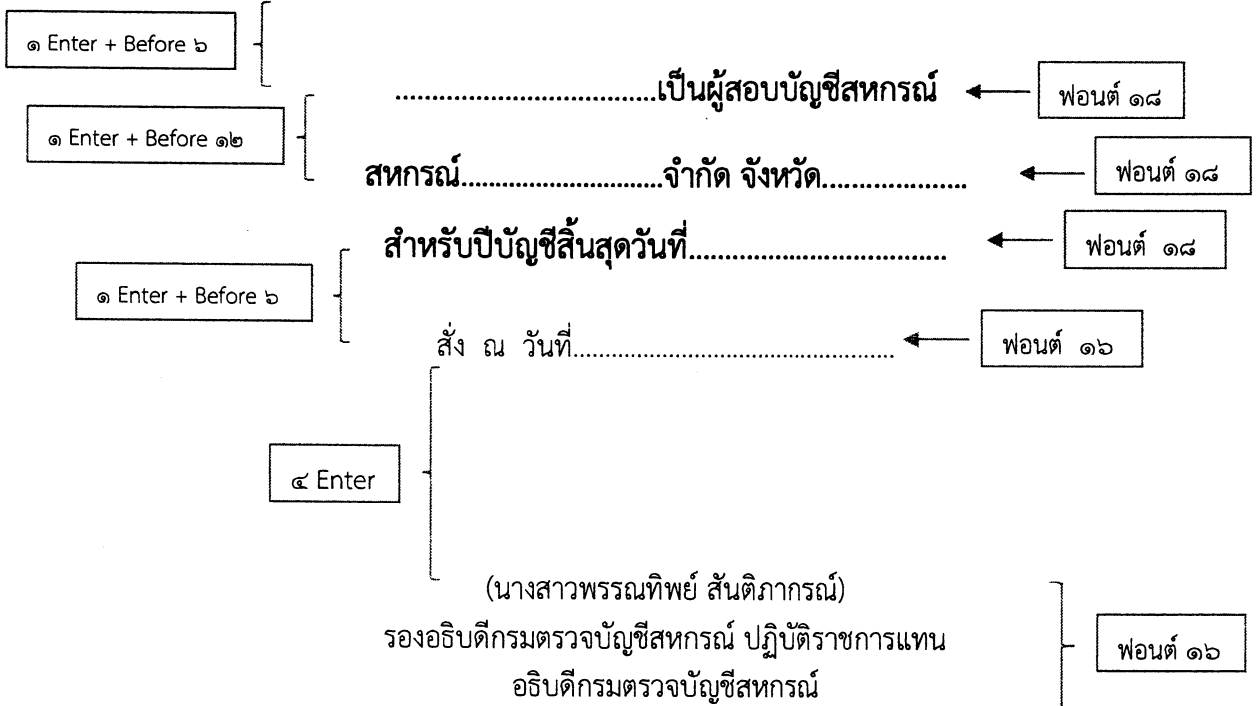 ๑ Enter + Before ๖
..................................เป็นผู้สอบบัญชีสหกรณ์
ฟอนต์ ๑๘
๑ Enter + Before ๑๒
สหกรณ์............................จำกัด จังหวัด....................
ฟอนต์ ๑๘
สำหรับปีบัญชีสิ้นสุดวันที่....................................
ฟอนต์ ๑๘
๑ Enter + Before ๖
สั่ง ณ วันที่................................................
ฟอนต์ ๑๖
๔ Enter
(นางสาวพรรณทิพย์ สันติภากรณ์)
รองอธิบดีกรมตรวจบัญชีสหกรณ์ ปฏิบัติราชการแทน
อธิบดีกรมตรวจบัญชีสหกรณ์
ฟอนต์ ๑๖